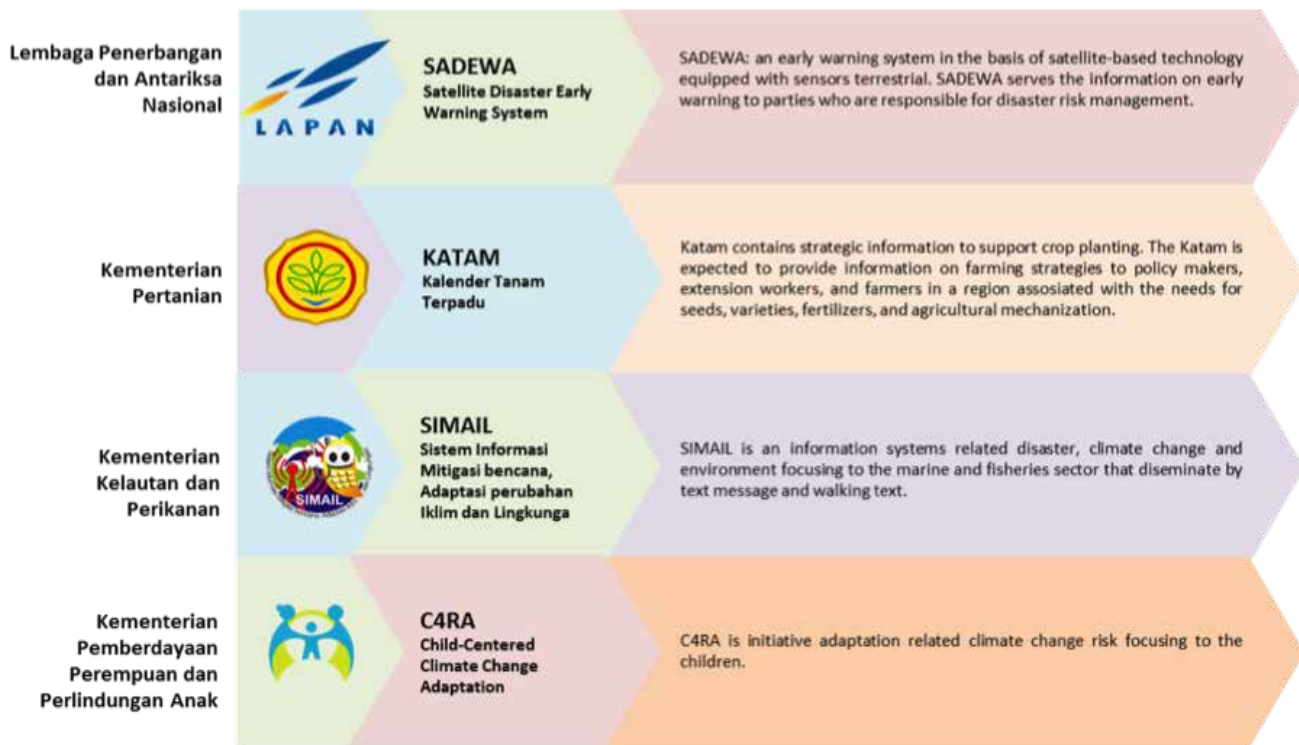 Lembaga Penerbangan
dan Antariksa
Nasional
LAPAN
SADEWA
Satellite Disaster Early
Warning System
SADEWA: an early warning system in the basis of satellite-based technology
equipped with sensors terrestrial. SADEWA serves the information on early
warning to parties who are responsible for disaster risk management.
Kementerian
Pertanian
KATAM
Kalender Tanam
Terpadu
Katam contains strategic information to support crop planting. The Katam is
expected to provide information on farming strategies to policy makers,
extension workers, and farmers in a region assosiated with the needs for
seeds, varieties, fertilizers, and agricultural mechanization.
Kementerian
Kelautan dan
Perikanan
SIMAIL
SIMAIL
Sistem Informasi
Mitigasi bencana,
Adaptasi perubahan
Iklim dan Lingkunga
SIMAIL is an information systems related disaster, climate change and
environment focusing to the marine and fisheries sector that diseminate by
text message and walking text.
Kementerian
Pemberdayaan
Perempuan dan
Perlindungan Anak
C4RA
Child-Centered
Climate Change
Adaptation
C4RA is initiative adaptation related climate change risk focusing to the
children.